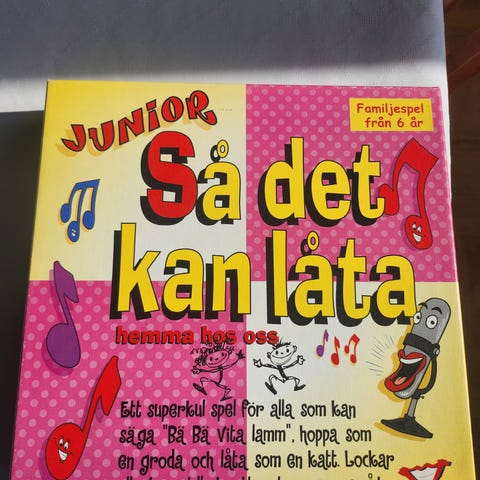 JUNIOR
Familjespel
från 6 år
Så det
kan låta
hemma hos oss
Ett superkul spel för alla som kan
säga "Bä Bä vita lamm", hoppa som
en groda och låta som en katt. Lockar